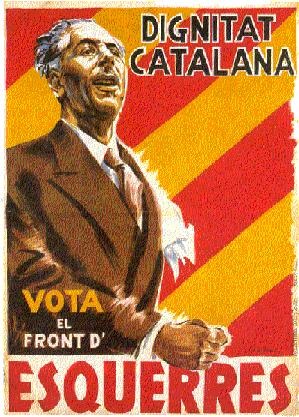 DIGNITAT
CATALANA
VOTA
EL
FRONT D'
ESQUERRES